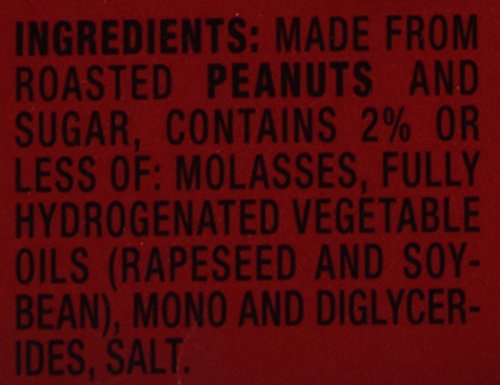 INGREDIENTS: MADE FROM
ROASTED PEANUTS AND
SUGAR, CONTAINS 2% OR
LESS OF: MOLASSES, FULLY
HYDROGENATED VEGETABLE
OILS (RAPESEED AND SOY-
BEAN), MONO AND DIGLYCER-
IDES, SALT.